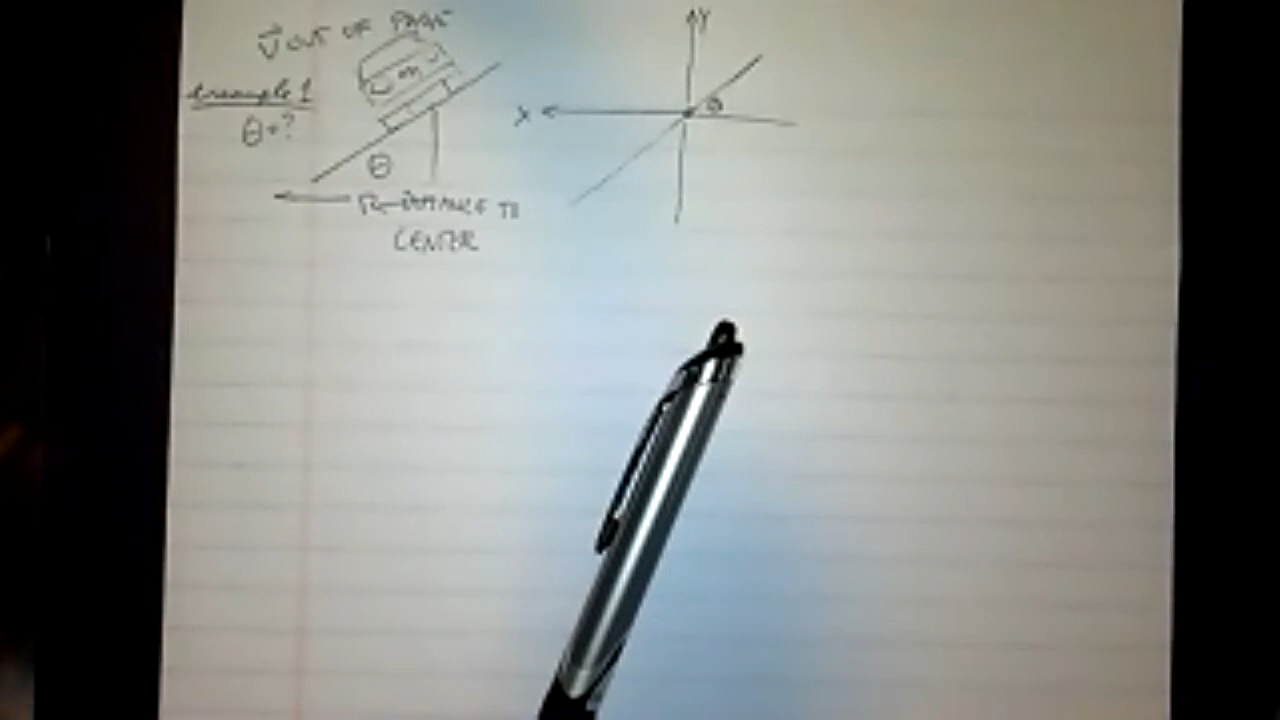 V OUT OF PAGE
Example 1
m
θ=?
θ
R DISTANCE TO
CENTER
Y
X
θ